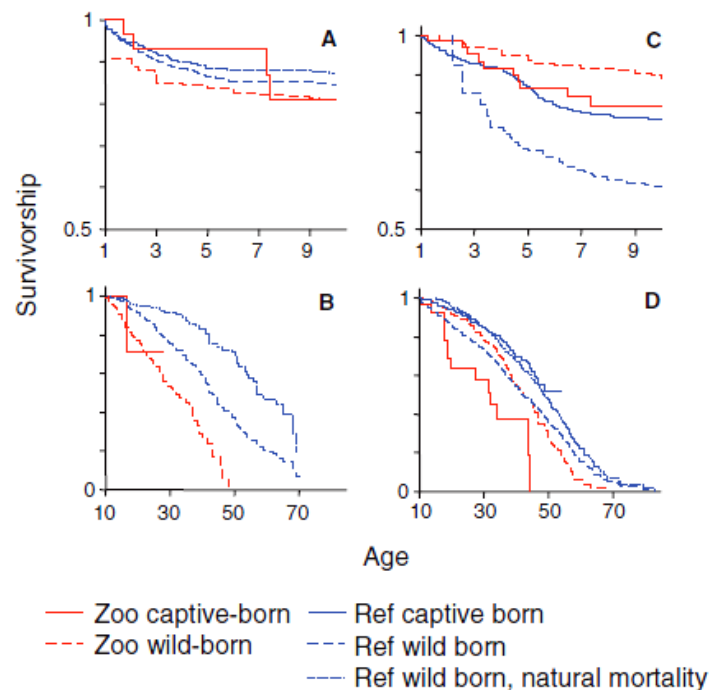 1
A
0.5
1 3 5 7 9
1
C
0.5
1 3 5 7 9
Survivorship
1
B
0
10 30 50 70
1
D
0
10 30 50 70
Age
Zoo captive-born
Zoo wild-born
Ref captive born
Ref wild born
Ref wild born, natural mortality